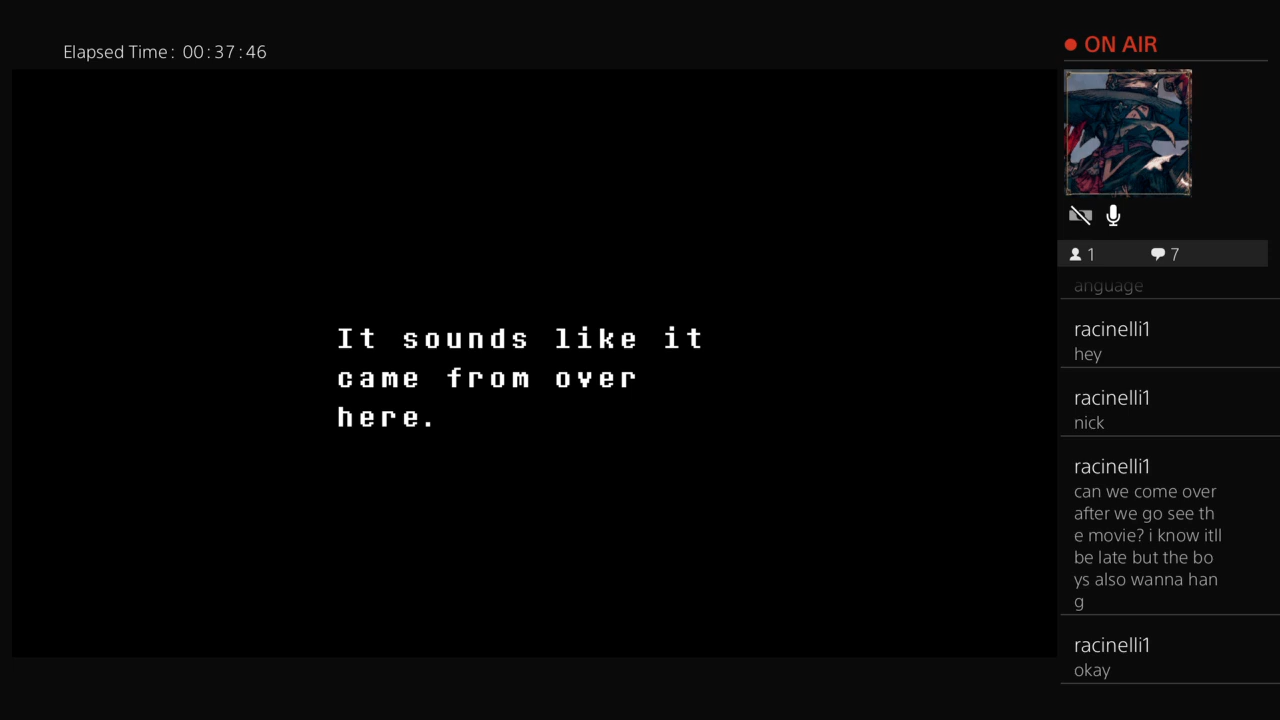 Elapsed Time: 00:37:46
ON AIR
1 7
anguage
racinelli1
hey
racinelli1
nick
racinelli1
can we come over
after we go see th
e movie? i know itll
be late but the bo
ys also wanna han
g
racinelli1
okay
It sounds like it
came from over
here.